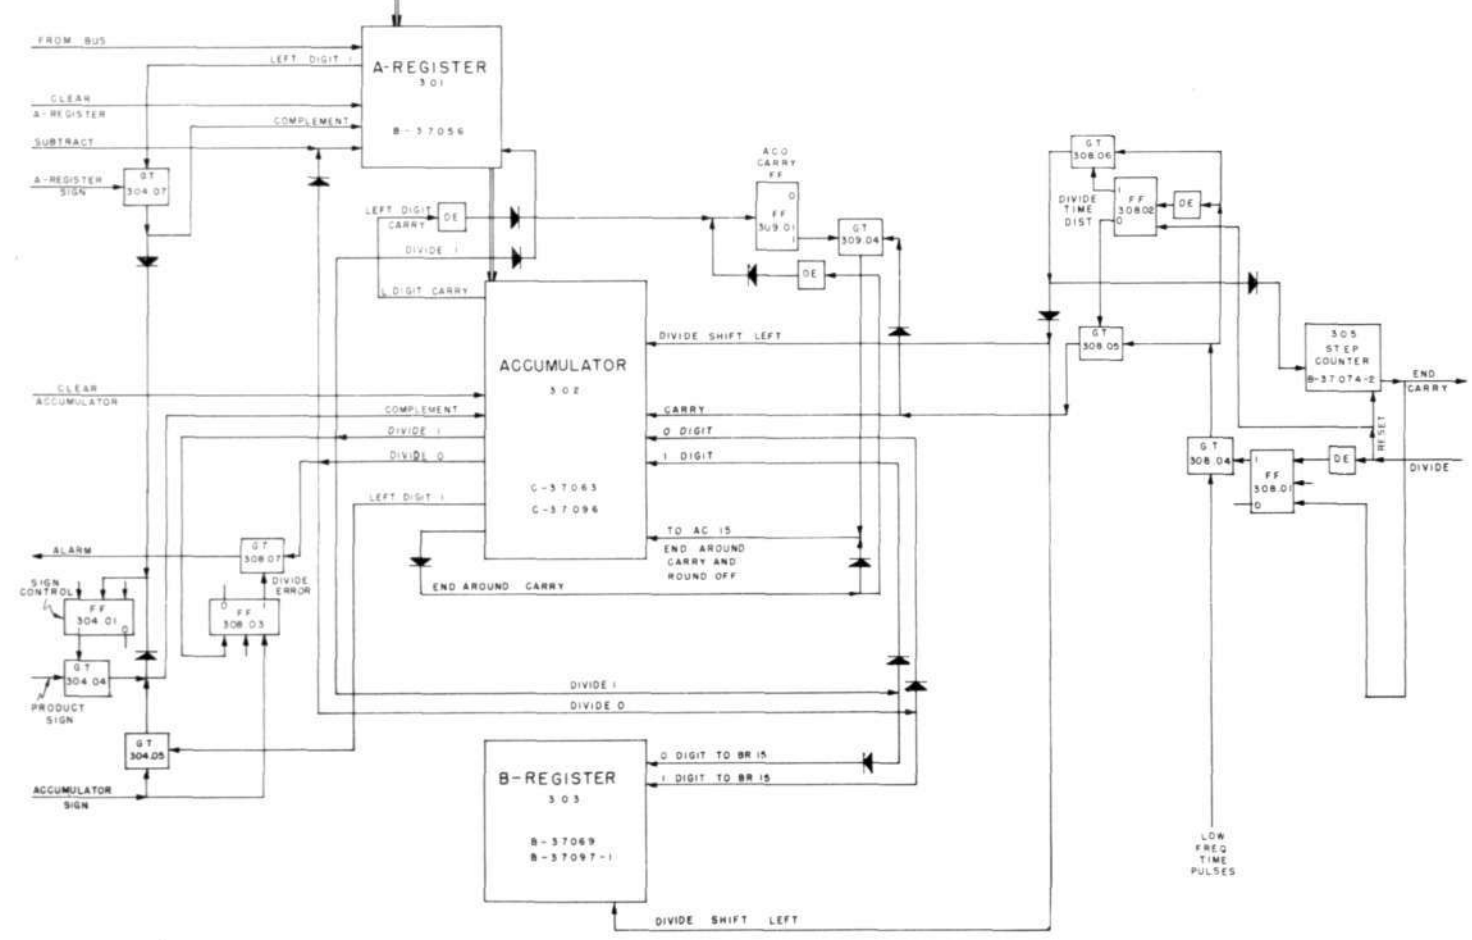 FROM BUS
LEFT DIGIT 1
CLEAR
A-REGISTER
COMPLEMENT
SUBTRACT
A-REGISTER
SIGN
GT
304.07
A-REGISTER
301
B-37056
LEFT DIGIT
CARRY
DE
DIVIDE 1
L DIGIT CARRY
ACO
CARRY
FF
0
FF
309.01
1
GT
309.04
DE
GT
308.06
DIVIDE
TIME
DIST
1
FF
308.02
0
DE
GT
308.05
305
STEP
COUNTER
B-37074-2
END
CARRY
RESET
GT
308.04
1
FF
308.01
0
DE
DIVIDE
LOW
FREQ
TIME
PULSES
ACCUMULATOR
302
C-37063
C-37096
CLEAR
ACCUMULATOR
COMPLEMENT
DIVIDE 1
DIVIDE 0
LEFT DIGIT 1
DIVIDE SHIFT LEFT
CARRY
0 DIGIT
1 DIGIT
TO AC 15
END AROUND
CARRY AND
ROUND OFF
END AROUND CARRY
ALARM
GT
308.07
DIVIDE
ERROR
SIGN
CONTROL
FF
304.01
0
0
1
FF
308.03
GT
304.04
PRODUCT
SIGN
GT
304.05
ACCUMULATOR
SIGN
DIVIDE 1
DIVIDE 0
B-REGISTER
303
B-37069
B-37097-1
0 DIGIT TO BR 15
1 DIGIT TO BR 15
DIVIDE SHIFT LEFT